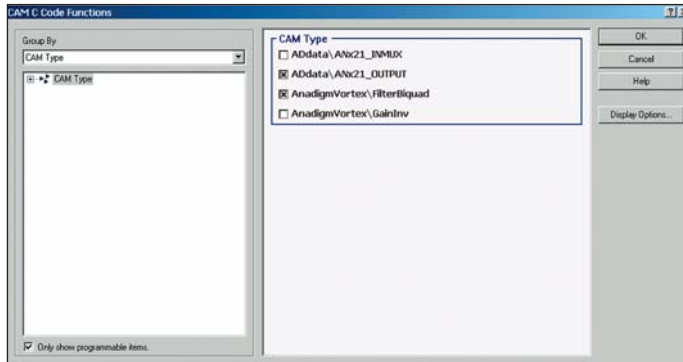 CAM C Code Functions
Group By
CAM Type
CAM Type
Only show programmable items.
CAM Type
ADdata\ANx21_INMUX
ADdata\ANx21_OUTPUT
AnadigmVortex\FilterBiquad
AnadigmVortex\GainInv
OK
Cancel
Help
Display Options...